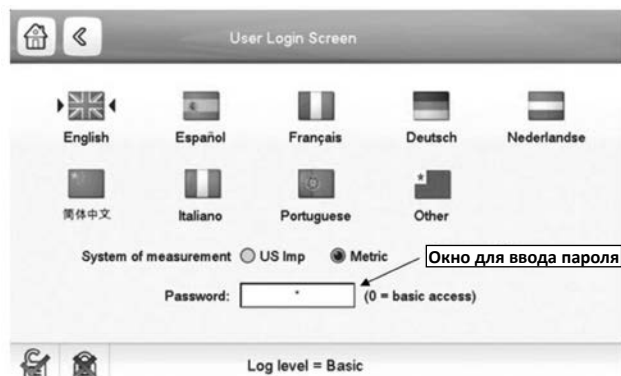 User Login Screen
English Español Français Deutsch Nederlandse
简体中文 Italiano Portuguese Other
System of measurement US Imp Metric
Окно для ввода пароля
Password: * (0 = basic access)
Log level = Basic